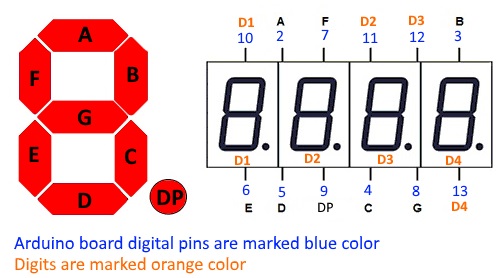 D1 A F D2 D3 B
10 2 7 11 12 3
A
F B
G
E C
D
DP
D1 D2 D3 D4
6 5 9 4 8 13
E D DP C G D4
Arduino board digital pins are marked blue color
Digits are marked orange color